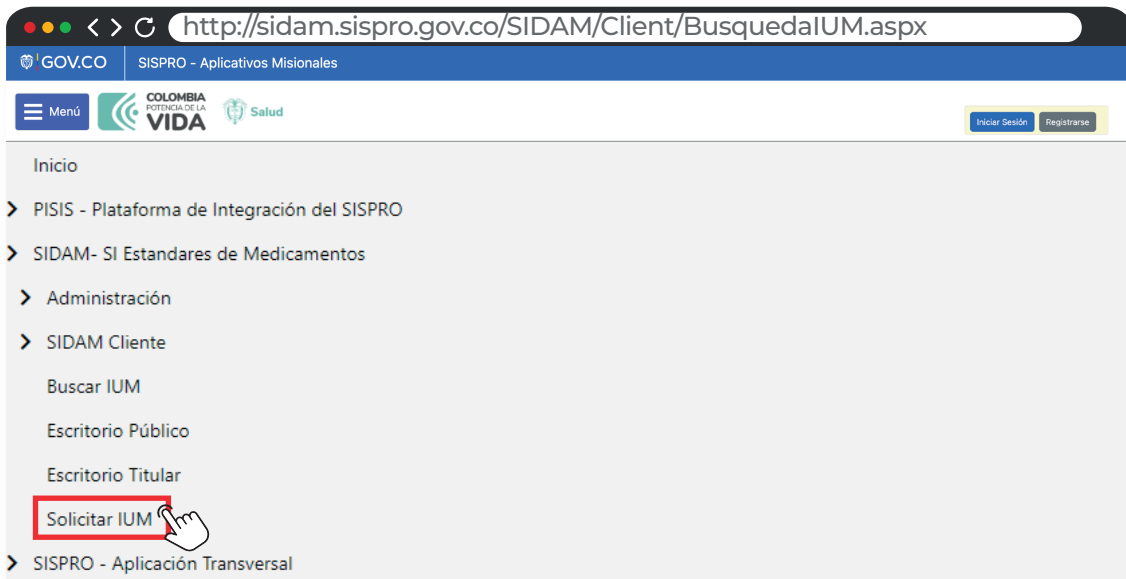 http://sidam.sispro.gov.co/SIDAM/Client/BusquedaIUM.aspx
GOV.CO SISPRO - Aplicativos Misionales
Menú
COLOMBIA
POTENCIA DE LA
VIDA
Salud
Iniciar Sesión Registrarse
Inicio
PISIS - Plataforma de Integración del SISPRO
SIDAM- SI Estandares de Medicamentos
Administración
SIDAM Cliente
Buscar IUM
Escritorio Público
Escritorio Titular
Solicitar IUM
SISPRO - Aplicación Transversal